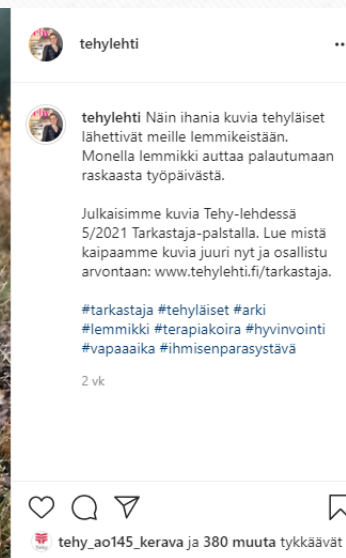 tehylehti
tehylehti Näin ihania kuvia tehyläiset
lähettivät meille lemmikeistään.
Monella lemmikki auttaa palautumaan
raskaasta työpäivästä.
Julkaisimme kuvia Tehy-lehdessä
5/2021 Tarkastaja-palstalla. Lue mistä
kaipaamme kuvia juuri nyt ja osallistu
arvontaan: www.tehylehti.fi/tarkastaja.
#tarkastaja #tehyläiset #arki
#lemmikki #terapiakoira #hyvinvointi
#vapaaaika #ihmisenparasystävä
2 vk
tehy_ao145_kerava ja 380 muuta tykkäävät